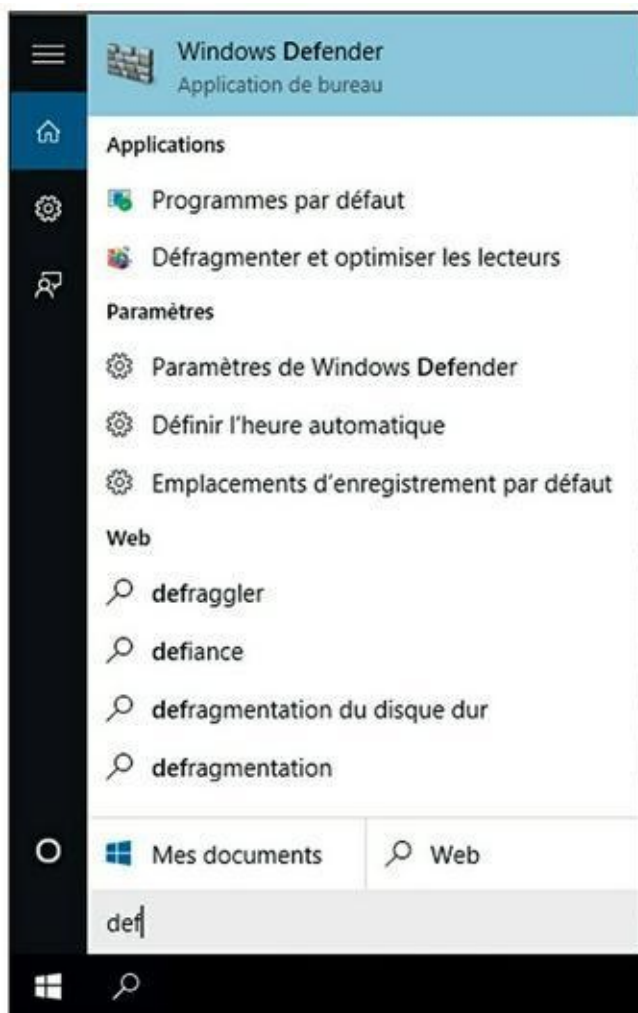 Windows Defender
Application de bureau
Applications
Programmes par défaut
Défragmenter et optimiser les lecteurs
Paramètres
Paramètres de Windows Defender
Définir l'heure automatique
Emplacements d'enregistrement par défaut
Web
defraggler
defiance
defragmentation du disque dur
defragmentation
Mes documents
Web
def